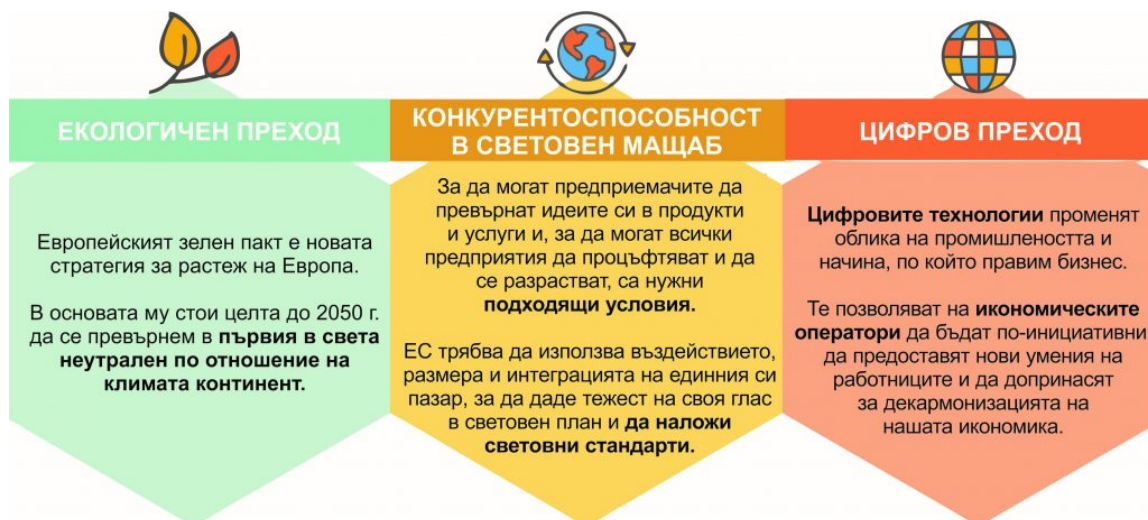 ЕКОЛОГИЧЕН ПРЕХОД
Европейският зелен пакт е новата
стратегия за растеж на Европа.
В основата му стои целта до 2050 г.
да се превърнем в първия в света
неутрален по отношение на
климата континент.
КОНКУРЕНТОСПОСОБНОСТ
В СВЕТОВЕН МАЩАБ
За да могат предприемачите да
превърнат идеите си в продукти
и услуги и, за да могат всички
предприятия да процъфтяват и да
се разрастват, са нужни
подходящи условия.
ЕС трябва да използва въздействието,
размера и интеграцията на единния си
пазар, за да даде тежест на своя глас
в световен план и да наложи
световни стандарти.
ЦИФРОВ ПРЕХОД
Цифровите технологии променят
облика на промишлеността и
начина, по който правим бизнес.
Те позволяват на икономическите
оператори да бъдат по-инициативни
да предоставят нови умения на
работниците и да допринасят
за декармонизацията на
нашата икономика.